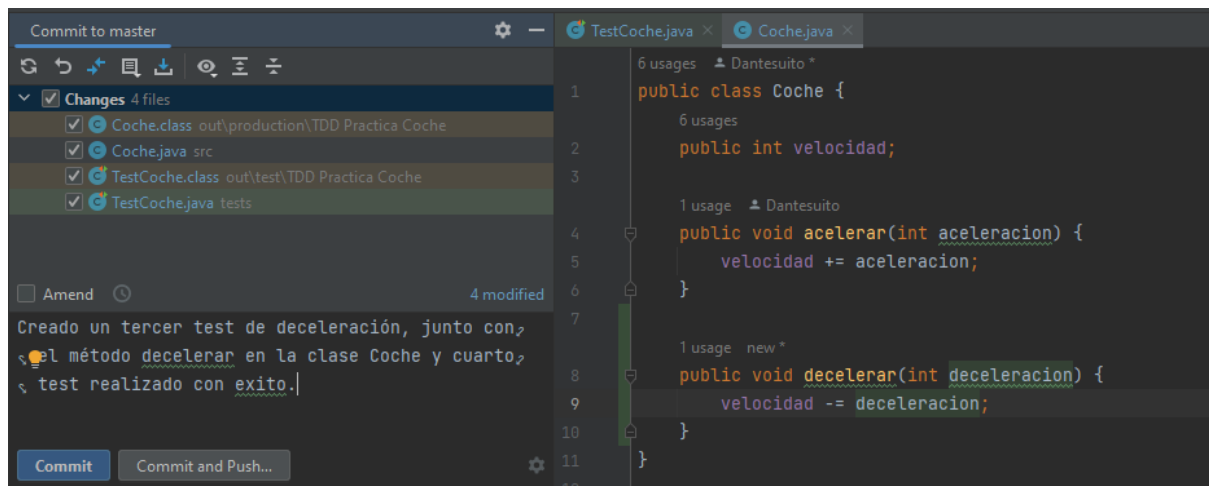 Commit to master
Changes 4 files
Coche.class out\production\TDD Practica Coche
Coche.java src
TestCoche.class out\test\TDD Practica Coche
TestCoche.java tests
Amend
4 modified
Creado un tercer test de deceleración, junto con
el método decelerar en la clase Coche y cuarto
test realizado con exito.
Commit
Commit and Push...
TestCoche.java
Coche.java
6 usages Dantesuito *
1 public class Coche {
6 usages
2 public int velocidad;
3
1 usage Dantesuito
4 public void acelerar(int aceleracion) {
5 velocidad += aceleracion;
6 }
7
1 usage new *
8 public void decelerar(int deceleracion) {
9 velocidad -= deceleracion;
10 }
11 }